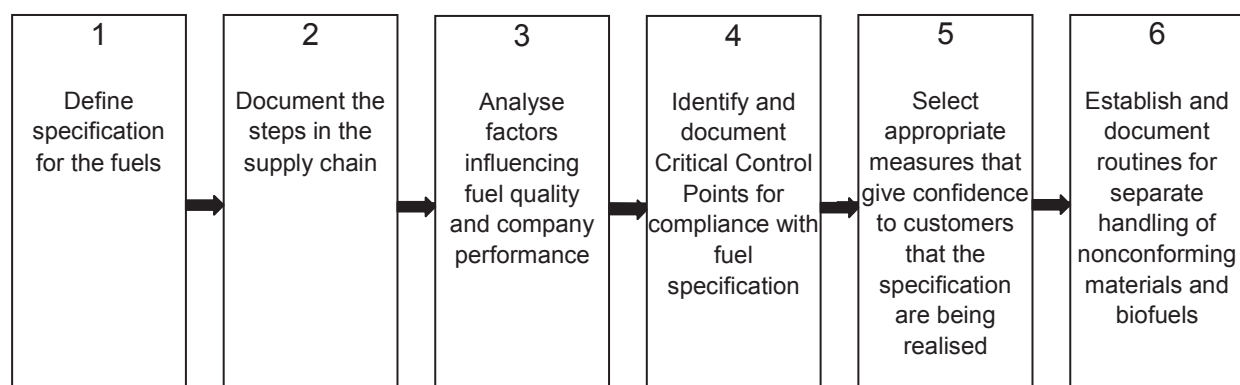 1
Define
specification
for the fuels
2
Document the
steps in the
supply chain
3
Analyse
factors
influencing
fuel quality
and company
performance
4
Identify and
document
Critical Control
Points for
compliance with
fuel
specification
5
Select
appropriate
measures that
give confidence
to customers
that the
specification
are being
realised
6
Establish and
document
routines for
separate
handling of
nonconforming
materials and
biofuels